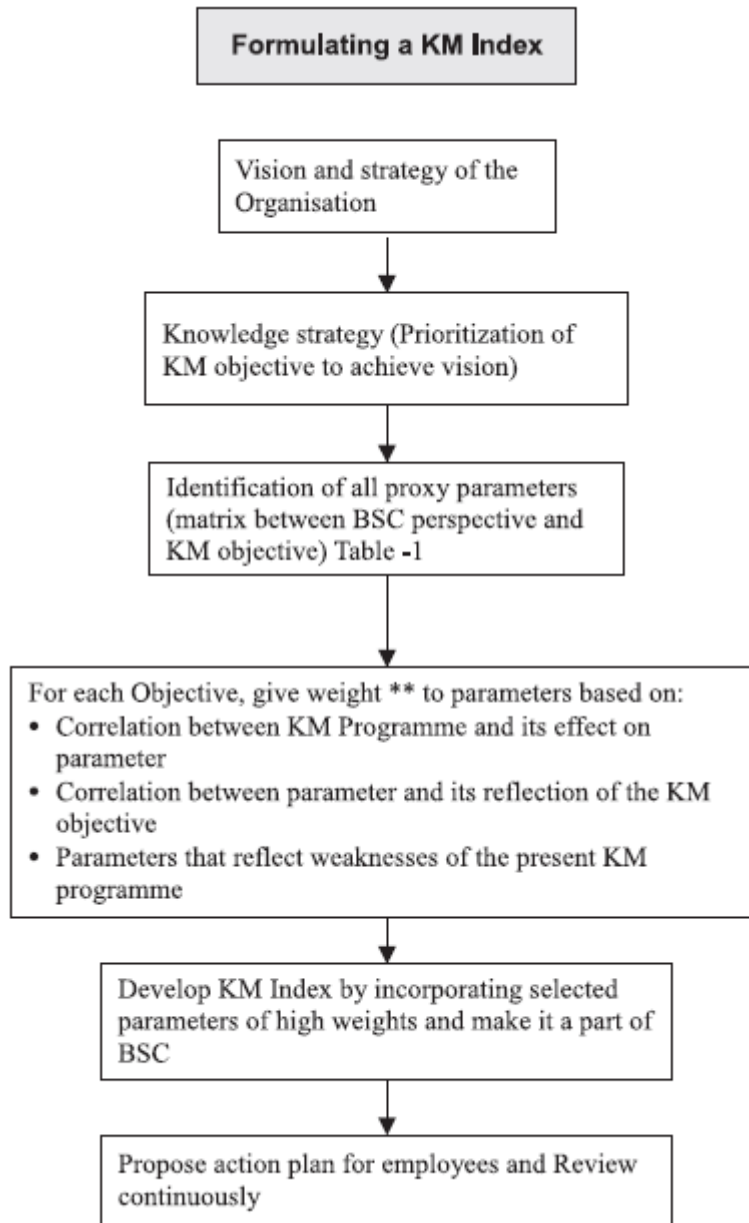 Formulating a KM Index
Vision and strategy of the
Organisation
Knowledge strategy (Prioritization of
KM objective to achieve vision)
Identification of all proxy parameters
(matrix between BSC perspective and
KM objective) Table -1
For each Objective, give weight ** to parameters based on:
• Correlation between KM Programme and its effect on
parameter
• Correlation between parameter and its reflection of the KM
objective
• Parameters that reflect weaknesses of the present KM
programme
Develop KM Index by incorporating selected
parameters of high weights and make it a part of
BSC
Propose action plan for employees and Review
continuously